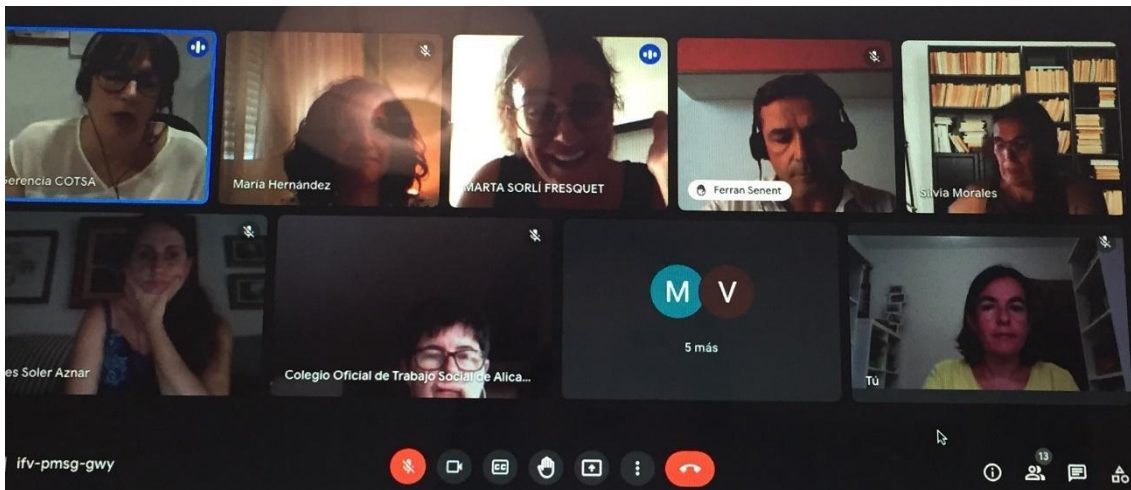 Gerencia COTSA
María Hernández
MARTA SORLÍ FRESQUET
Ferran Senent
Silvia Morales
es Soler Aznar
Colegio Oficial de Trabajo Social de Alica...
M V
5 más
Tú
ifv-pmsg-gwy
CC
13